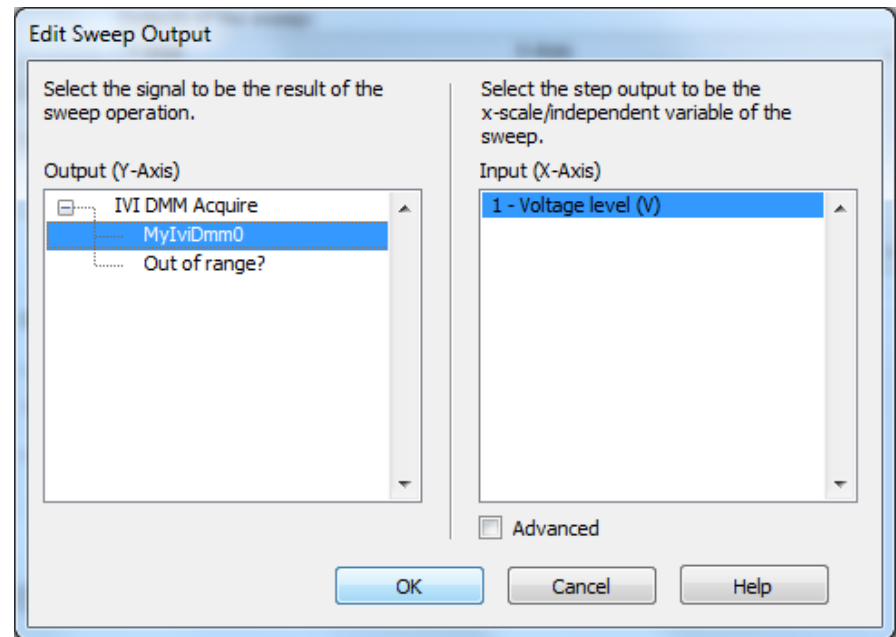 Edit Sweep Output
Select the signal to be the result of the
sweep operation.
Output (Y-Axis)
IVI DMM Acquire
MyIviDmm0
Out of range?
Select the step output to be the
x-scale/independent variable of the
sweep.
Input (X-Axis)
1 - Voltage level (V)
Advanced
OK
Cancel
Help